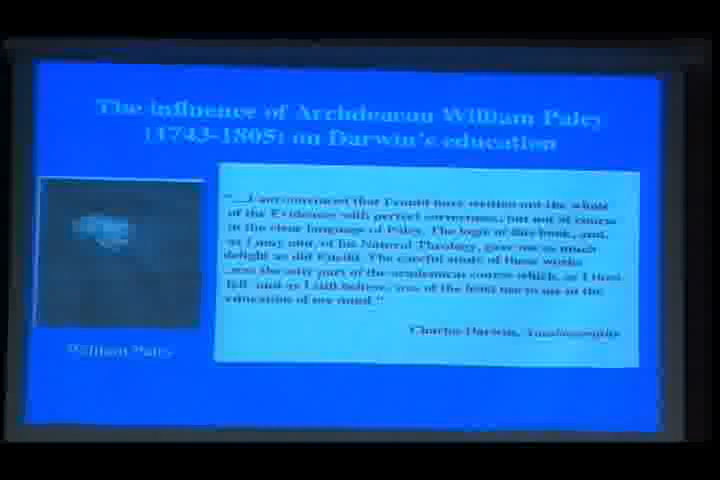 The influence of Archdeacon William Paley
(1743-1805) on Darwin's education
"...I am convinced that I could have written out the whole
of the Evidences with perfect correctness, but not of course
in the clear language of Paley. The logic of this book, and,
as I may add, of his Natural Theology, gave me as much
delight as did Euclid. The careful study of these works
...was the only part of the academical course which, as I then
felt and as I still believe, was of the least use to me in the
education of my mind."
Charles Darwin, Autobiography
William Paley